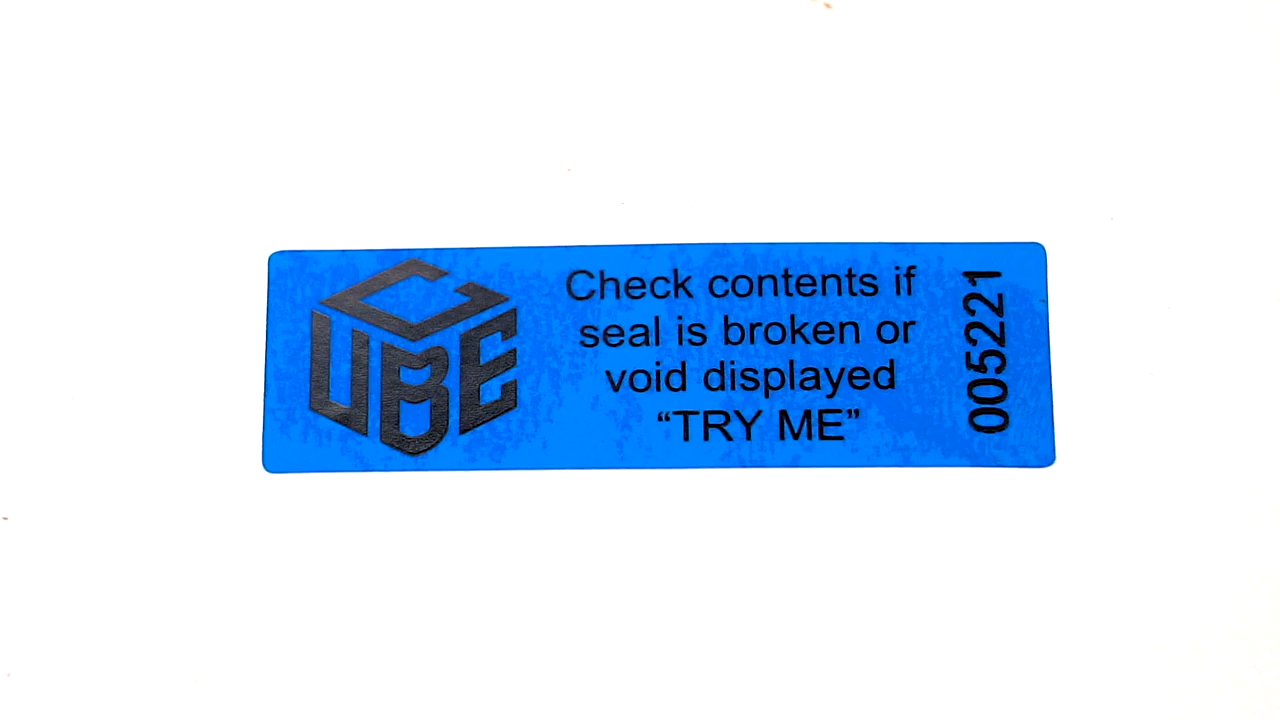 CUBE
Check contents if
seal is broken or
void displayed
“TRY ME”
005221